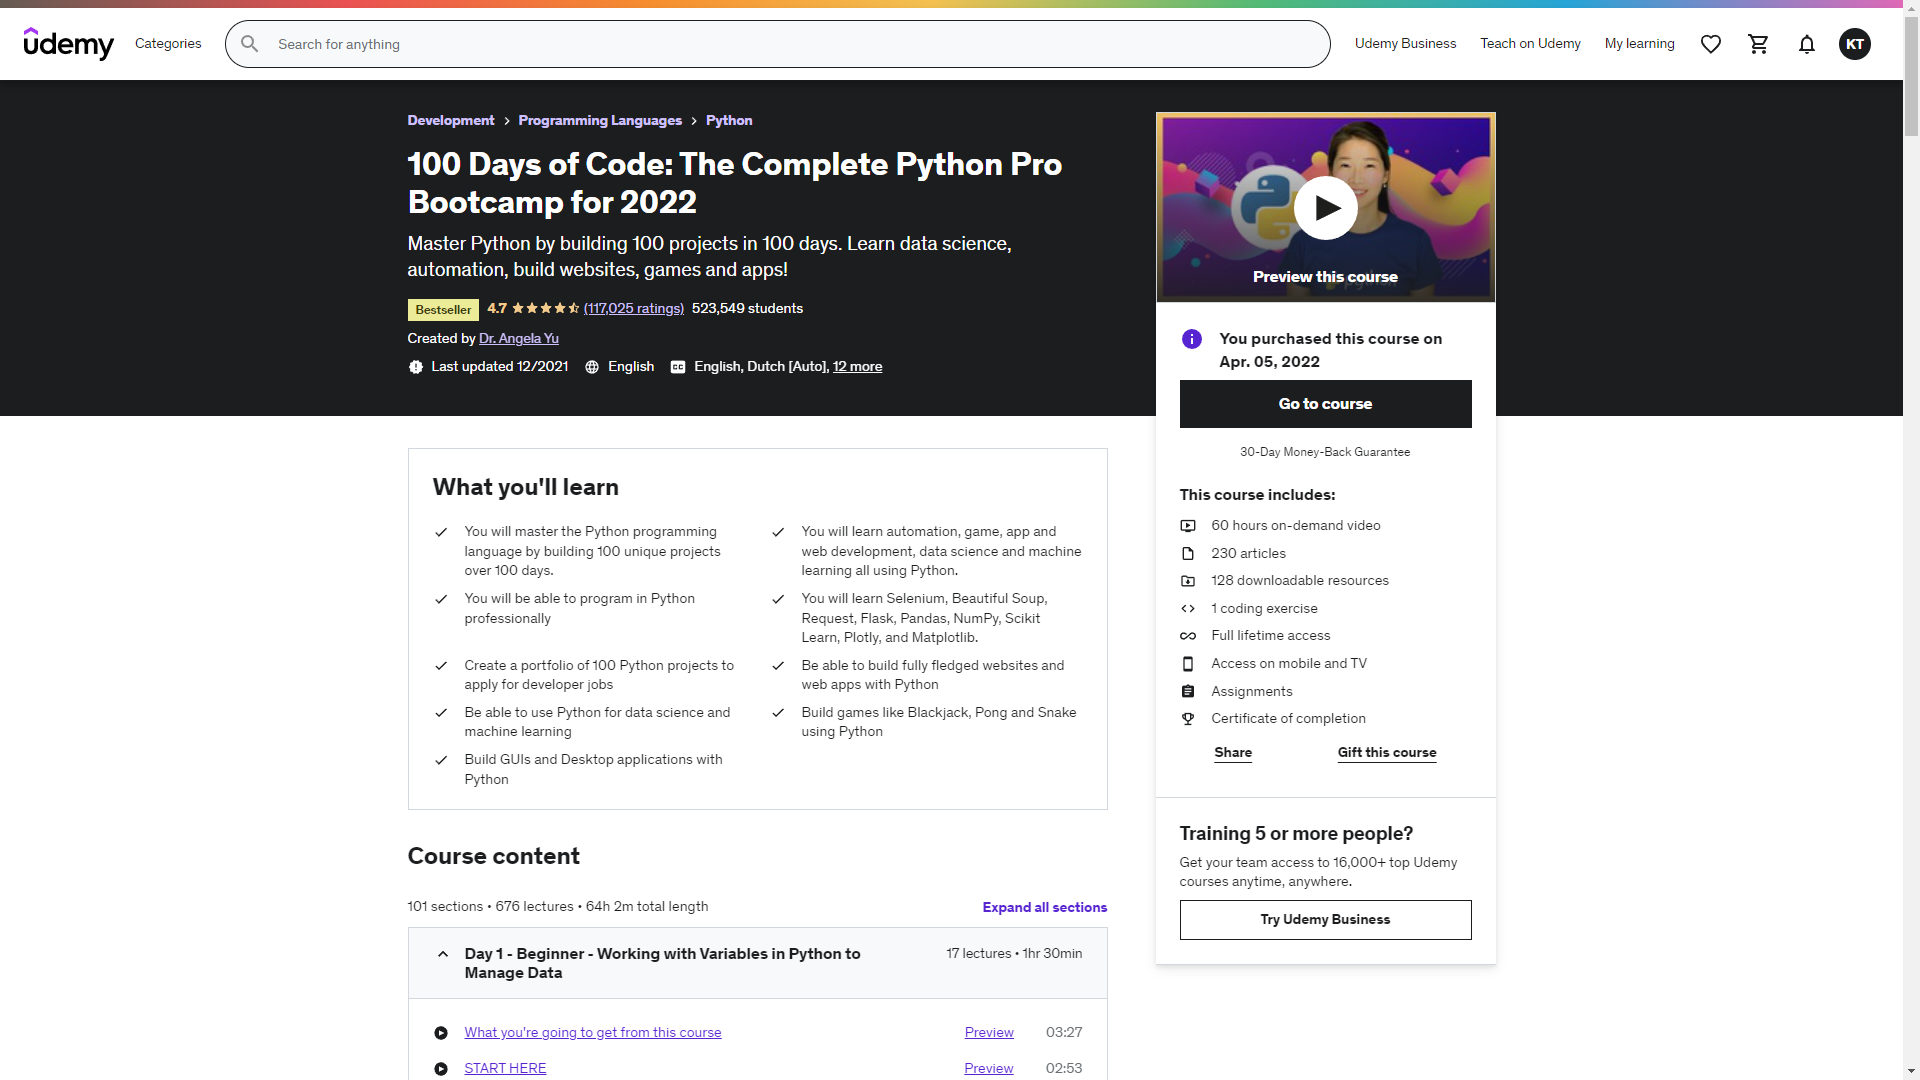 udemy
Categories
Search for anything
Udemy Business
Teach on Udemy
My learning
KT
Development > Programming Languages > Python
100 Days of Code: The Complete Python Pro
Bootcamp for 2022
Master Python by building 100 projects in 100 days. Learn data science,
automation, build websites, games and apps!
Bestseller 4.7 (117,025 ratings) 523,549 students
Created by Dr. Angela Yu
Last updated 12/2021 English English, Dutch [Auto], 12 more
Preview this course
You purchased this course on
Apr. 05, 2022
Go to course
30-Day Money-Back Guarantee
This course includes:
60 hours on-demand video
230 articles
128 downloadable resources
1 coding exercise
Full lifetime access
Access on mobile and TV
Assignments
Certificate of completion
Share
Gift this course
Training 5 or more people?
Get your team access to 16,000+ top Udemy
courses anytime, anywhere.
Try Udemy Business
What you'll learn
You will master the Python programming
language by building 100 unique projects
over 100 days.
You will learn automation, game, app and
web development, data science and machine
learning all using Python.
You will be able to program in Python
professionally
You will learn Selenium, Beautiful Soup,
Request, Flask, Pandas, NumPy, Scikit
Learn, Plotly, and Matplotlib.
Create a portfolio of 100 Python projects to
apply for developer jobs
Be able to build fully fledged websites and
web apps with Python
Be able to use Python for data science and
machine learning
Build games like Blackjack, Pong and Snake
using Python
Build GUIs and Desktop applications with
Python
Course content
101 sections • 676 lectures • 64h 2m total length
Expand all sections
Day 1 - Beginner - Working with Variables in Python to
Manage Data
17 lectures • 1hr 30min
What you're going to get from this course Preview 03:27
START HERE Preview 02:53